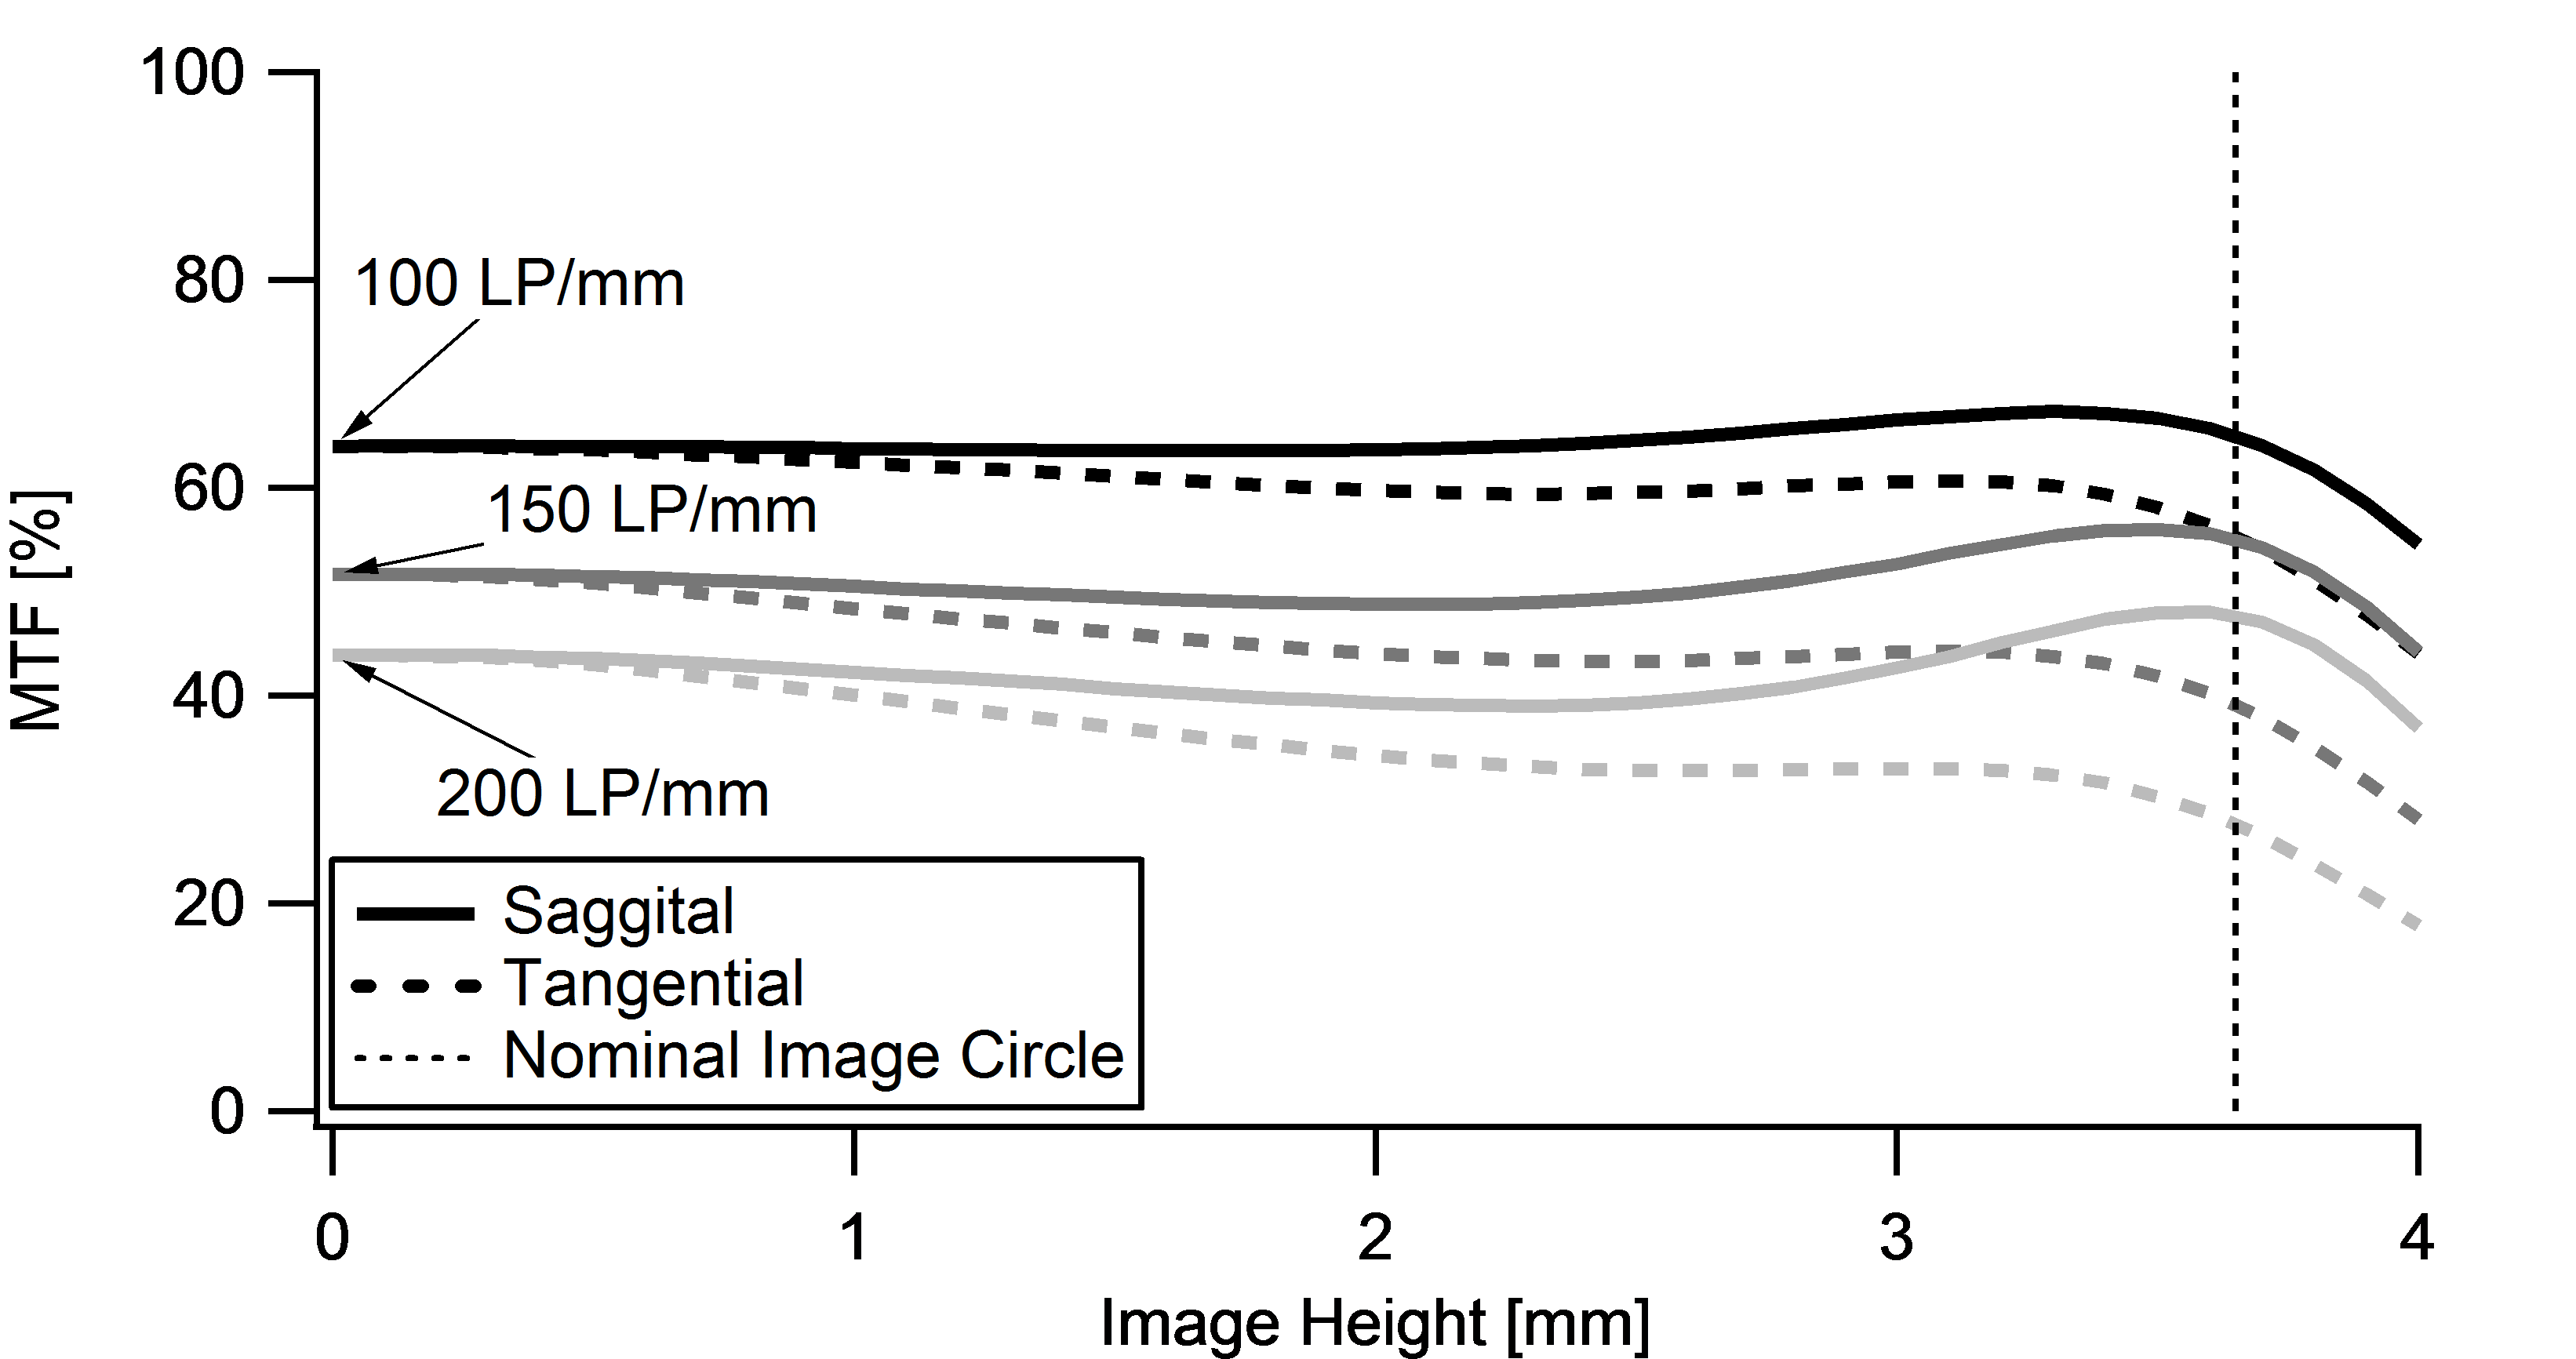 100
80
60
40
20
0
MTF [%]
100 LP/mm
150 LP/mm
200 LP/mm
Saggital
Tangential
Nominal Image Circle
0 1 2 3 4
Image Height [mm]